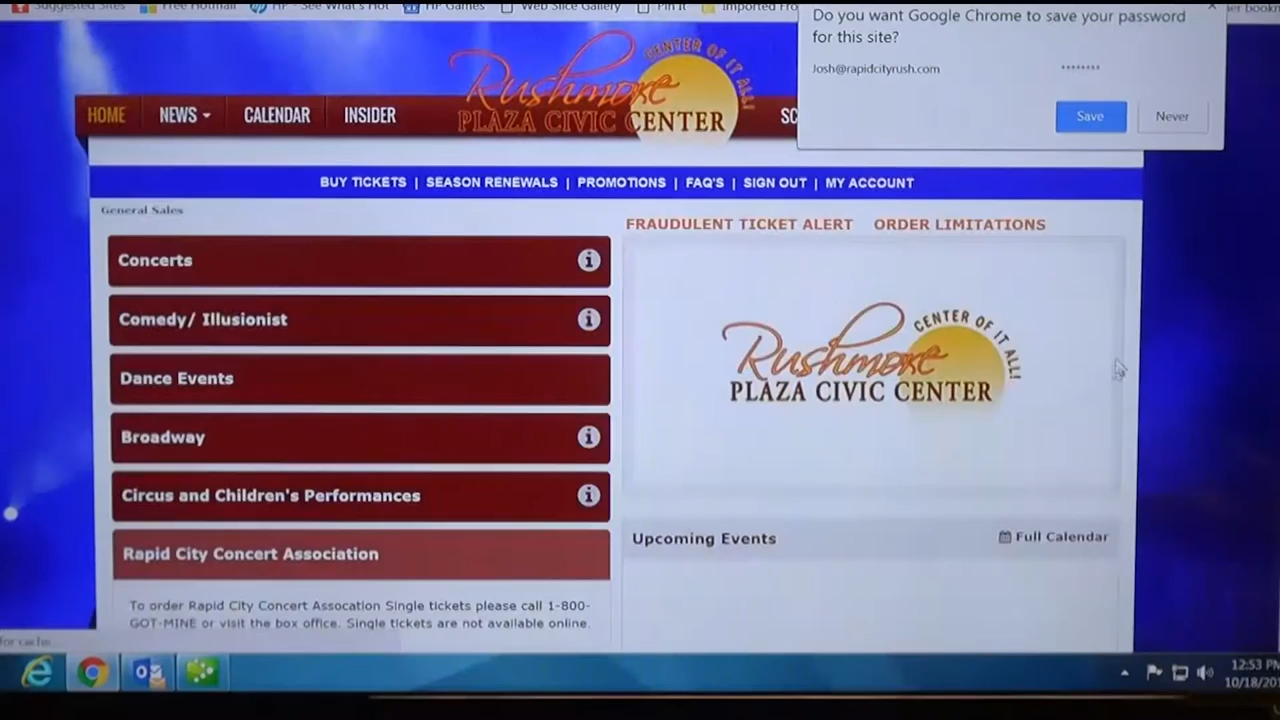 Suggested Sites Free Hotmail HP - See What's Hot HP Games Web Slice Gallery Pin It Imported
Do you want Google Chrome to save your password
for this site?
Josh@rapidcityrush.com ********
Save Never
CENTER OF IT ALL!
Rushmore
PLAZA CIVIC CENTER
HOME NEWS CALENDAR INSIDER
BUY TICKETS | SEASON RENEWALS | PROMOTIONS | FAQ'S | SIGN OUT | MY ACCOUNT
General Sales
FRAUDULENT TICKET ALERT ORDER LIMITATIONS
Concerts
Comedy/ Illusionist
Dance Events
Broadway
Circus and Children's Performances
Rapid City Concert Association
To order Rapid City Concert Assocation Single tickets please call 1-800-
GOT-MINE or visit the box office. Single tickets are not available online.
CENTER OF IT ALL!
Rushmore
PLAZA CIVIC CENTER
Upcoming Events Full Calendar
12:53 PM
10/18/201